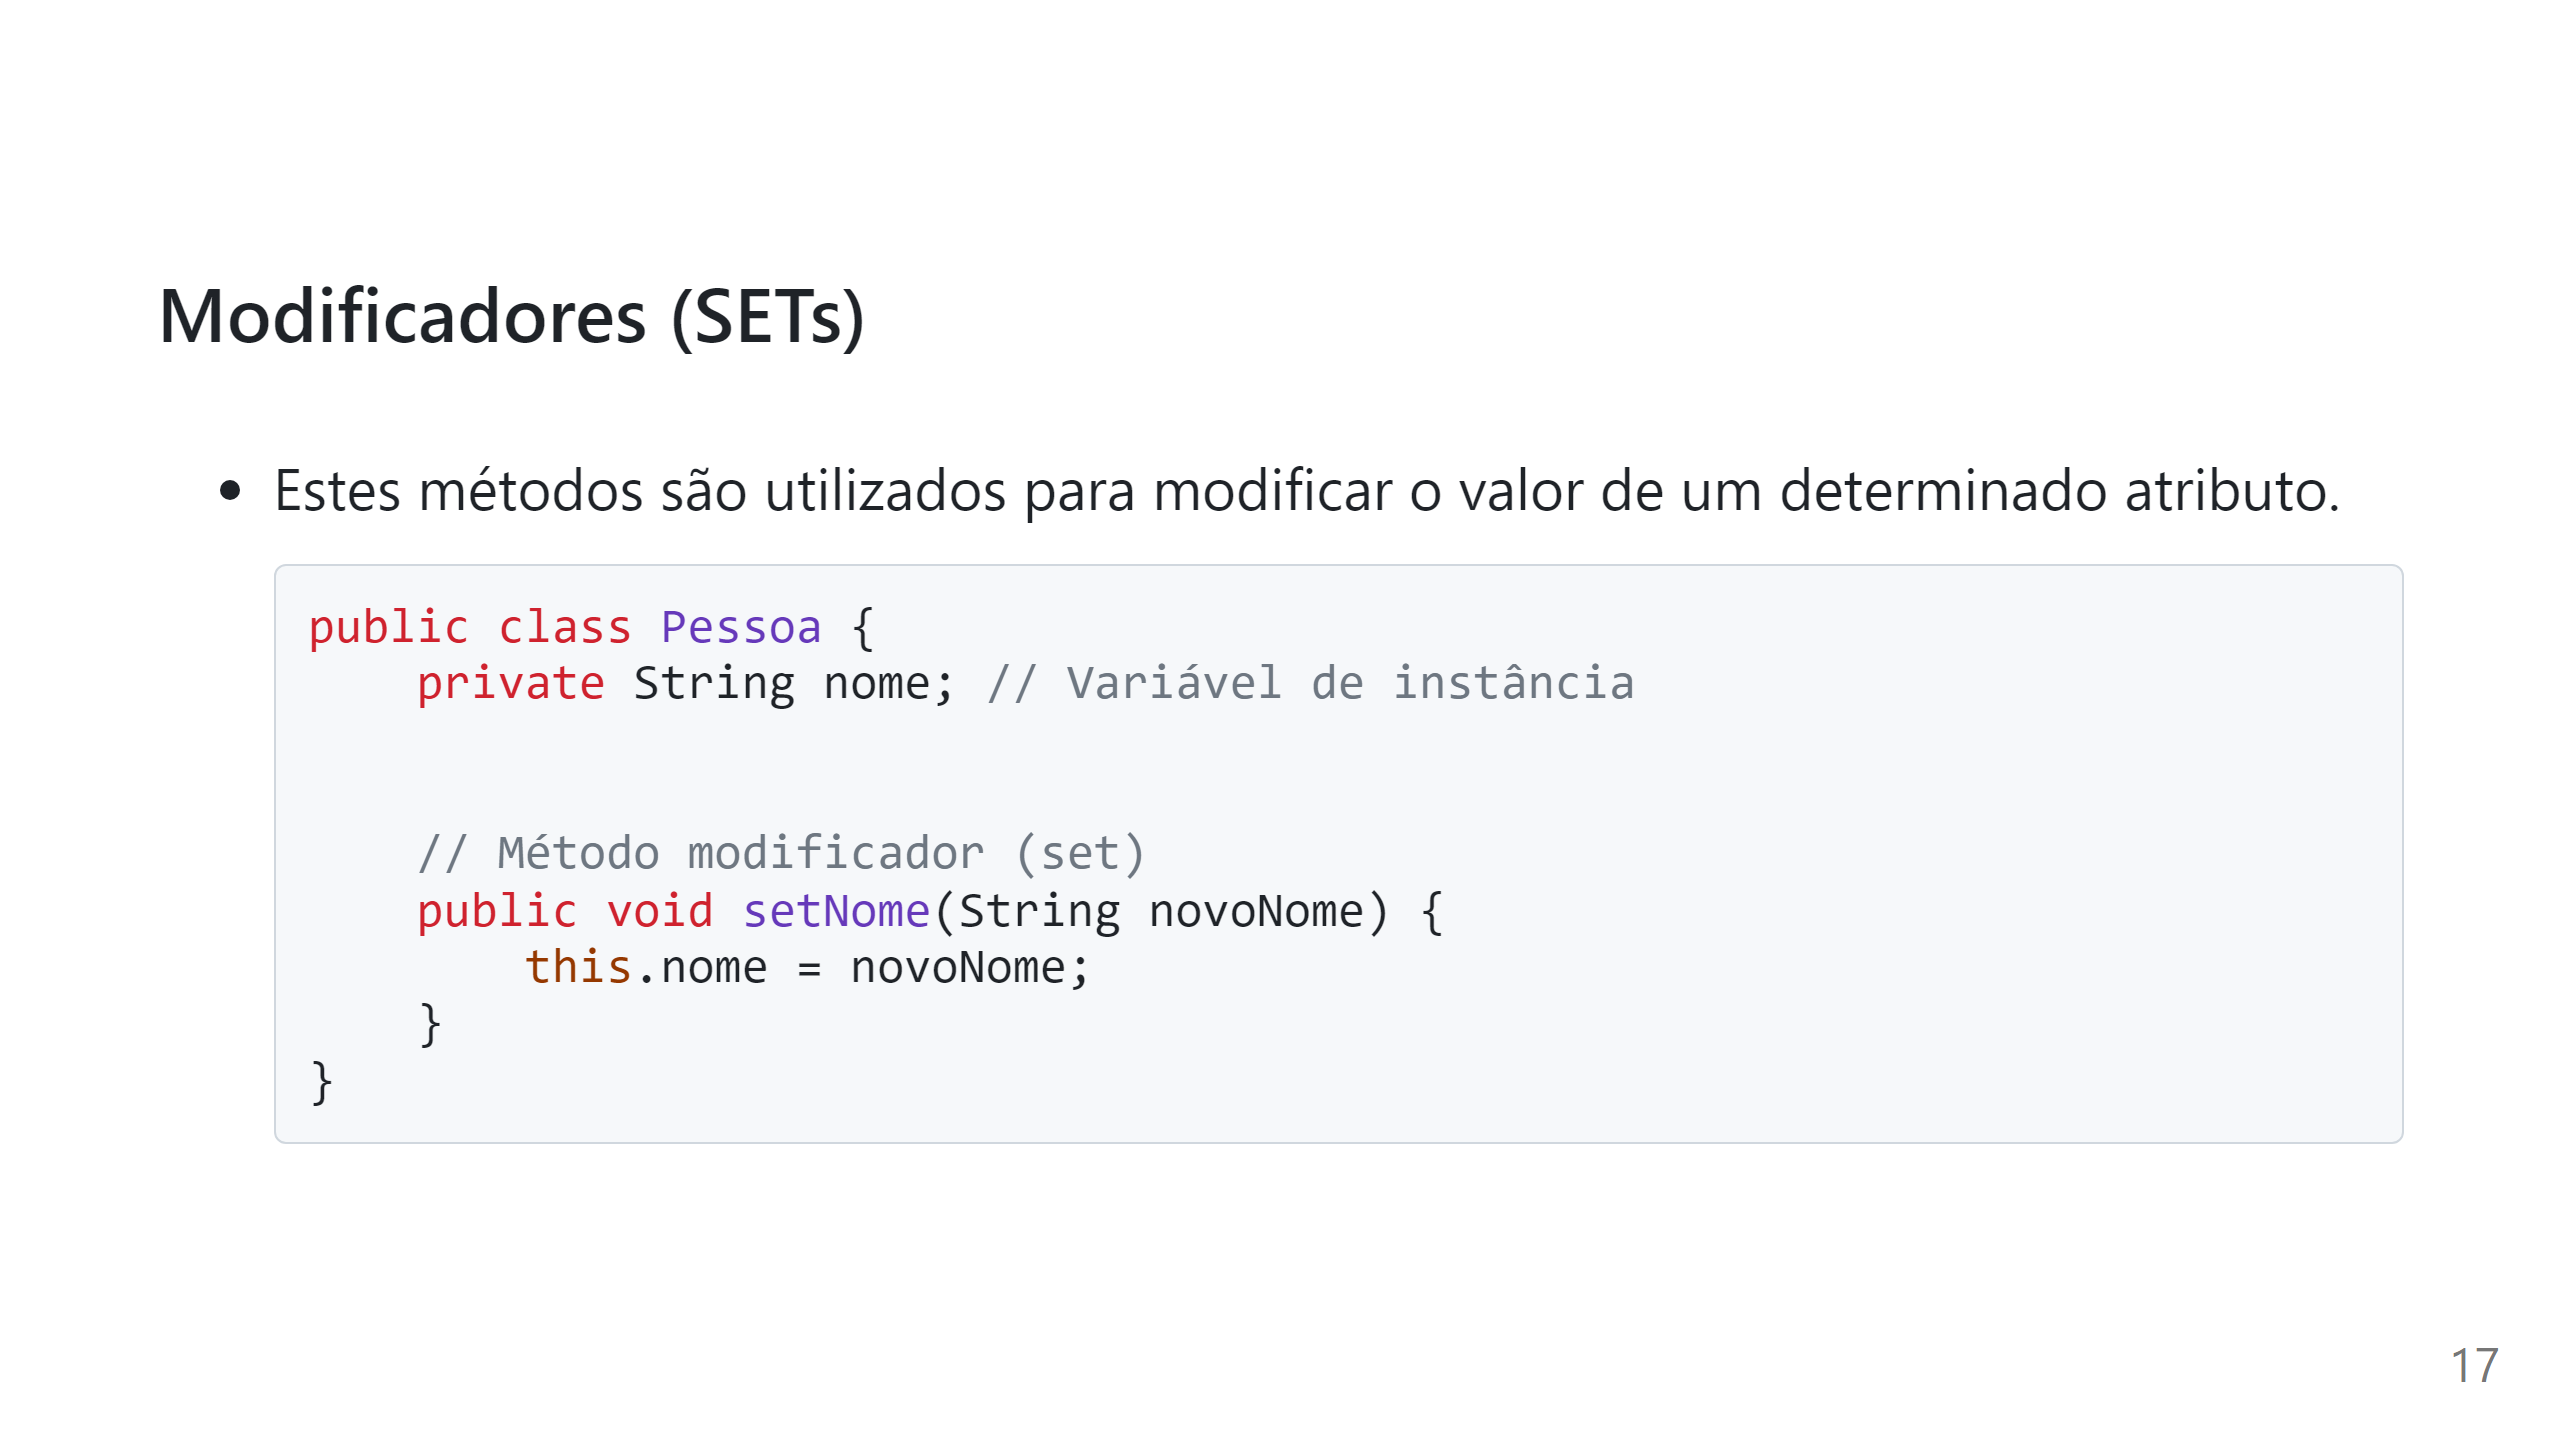 Modificadores (SETs)
• Estes métodos são utilizados para modificar o valor de um determinado atributo.
public class Pessoa {
    private String nome; // Variável de instância
    // Método modificador (set)
    public void setNome(String novoNome) {
        this.nome = novoNome;
    }
}
17